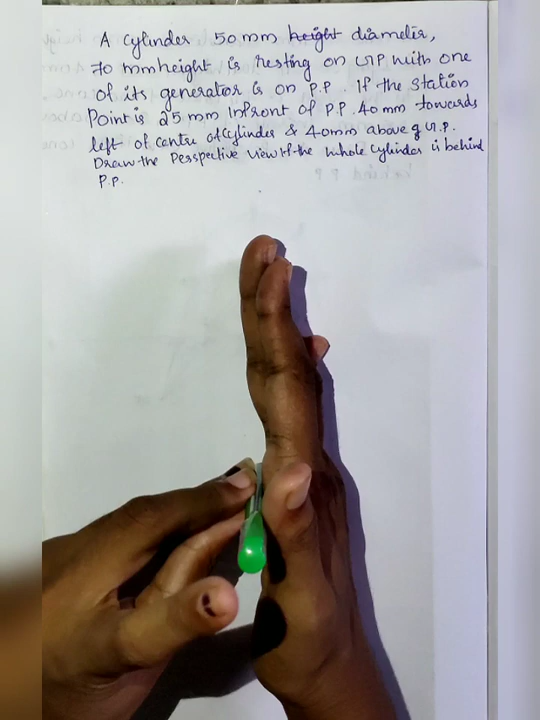 A cylinder 50 mm height diameter,
70 mm height is resting on GP with one
of its generator is on P.P. If the station
Point is 25 mm Infront of P.P. 40 mm towards
left of centre of cylinder & 40mm above G.P.
Draw the Perspective view if the whole cylinder is behind
P.P.